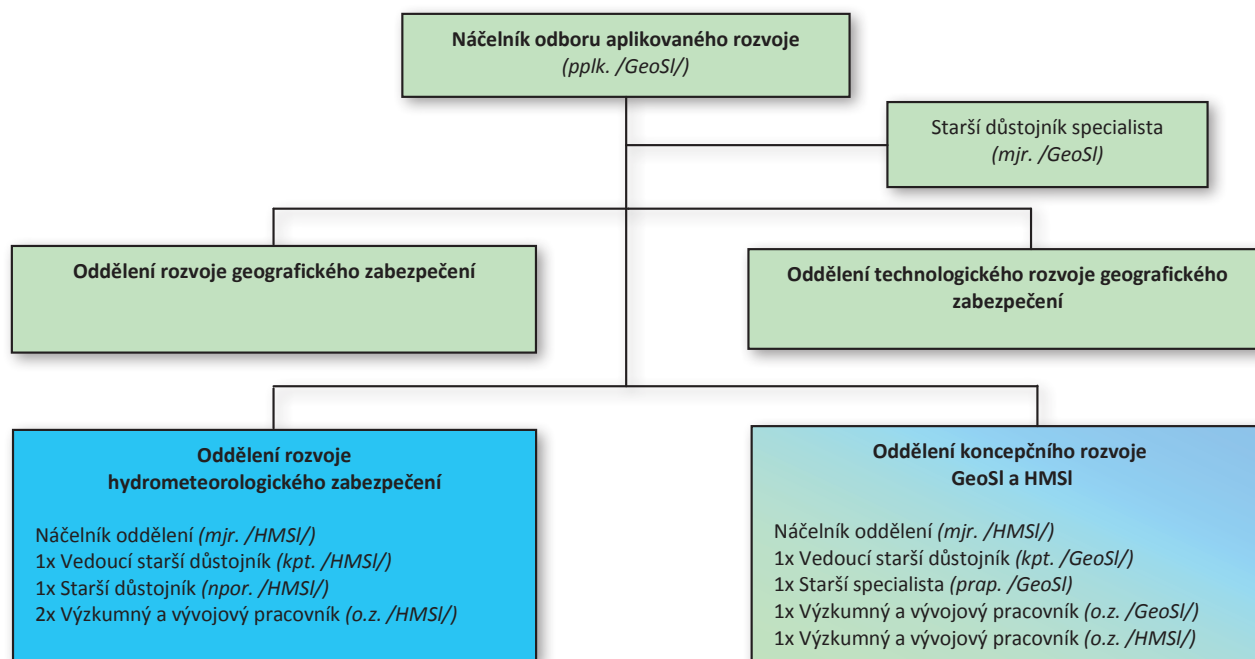 Náčelník odboru aplikovaného rozvoje
(pplk. /GeoSl/)
Starší důstojník specialista
(mjr. /GeoSl)
Oddělení rozvoje geografického zabezpečení
Oddělení technologického rozvoje geografického
zabezpečení
Oddělení rozvoje
hydrometeorologického zabezpečení
Náčelník oddělení (mjr. /HMSl/)
1x Vedoucí starší důstojník (kpt. /HMSl/)
1x Starší důstojník (npor. /HMSl/)
2x Výzkumný a vývojový pracovník (o.z. /HMSl/)
Oddělení koncepčního rozvoje
GeoSl a HMSl
Náčelník oddělení (mjr. /HMSl/)
1x Vedoucí starší důstojník (kpt. /GeoSl/)
1x Starší specialista (prap. /GeoSl)
1x Výzkumný a vývojový pracovník (o.z. /GeoSl/)
1x Výzkumný a vývojový pracovník (o.z. /HMSl/)